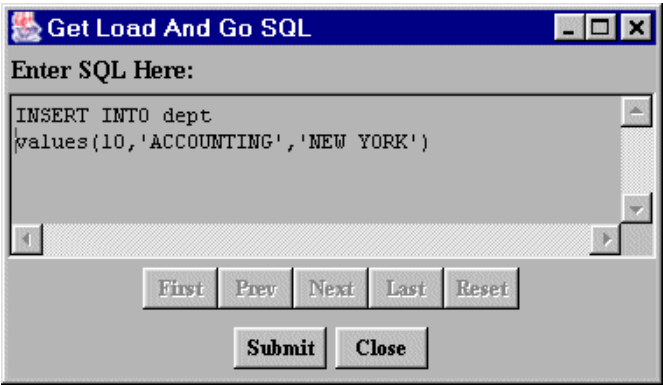 Get Load And Go SQL
Enter SQL Here:
INSERT INTO dept
values(10,'ACCOUNTING','NEW YORK')
First Prev Next Last Reset
Submit Close